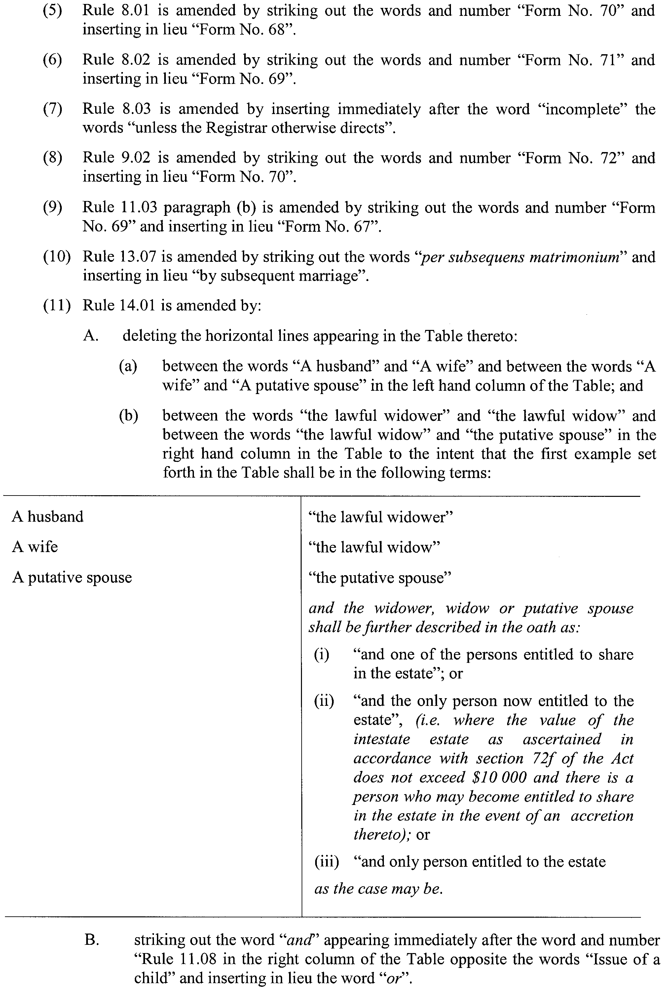 (5) Rule 8.01 is amended by striking out the words and number “Form No. 70” and
inserting in lieu “Form No. 68”.
(6) Rule 8.02 is amended by striking out the words and number “Form No. 71” and
inserting in lieu “Form No. 69”.
(7) Rule 8.03 is amended by inserting immediately after the word “incomplete” the
words “unless the Registrar otherwise directs”.
(8) Rule 9.02 is amended by striking out the words and number “Form No. 72” and
inserting in lieu “Form No. 70”.
(9) Rule 11.03 paragraph (b) is amended by striking out the words and number “Form
No. 69” and inserting in lieu “Form No. 67”.
(10) Rule 13.07 is amended by striking out the words “per subsequens matrimonium” and
inserting in lieu “by subsequent marriage”.
(11) Rule 14.01 is amended by:
A. deleting the horizontal lines appearing in the Table thereto:
(a) between the words “A husband” and “A wife” and between the words “A
wife” and “A putative spouse” in the left hand column of the Table; and
(b) between the words “the lawful widower” and “the lawful widow” and
between the words “the lawful widow” and “the putative spouse” in the
right hand column in the Table to the intent that the first example set
forth in the Table shall be in the following terms:
A husband “the lawful widower”
A wife “the lawful widow”
A putative spouse “the putative spouse”
and the widower, widow or putative spouse
shall be further described in the oath as:
(i) “and one of the persons entitled to share
in the estate”; or
(ii) “and the only person now entitled to the
estate”, (i.e. where the value of the
intestate estate as ascertained in
accordance with section 72f of the Act
does not exceed $10 000 and there is a
person who may become entitled to share
in the estate in the event of an accretion
thereto); or
(iii) “and only person entitled to the estate
as the case may be.
B. striking out the word “and” appearing immediately after the word and number
“Rule 11.08 in the right column of the Table opposite the words “Issue of a
child” and inserting in lieu the word “or”.